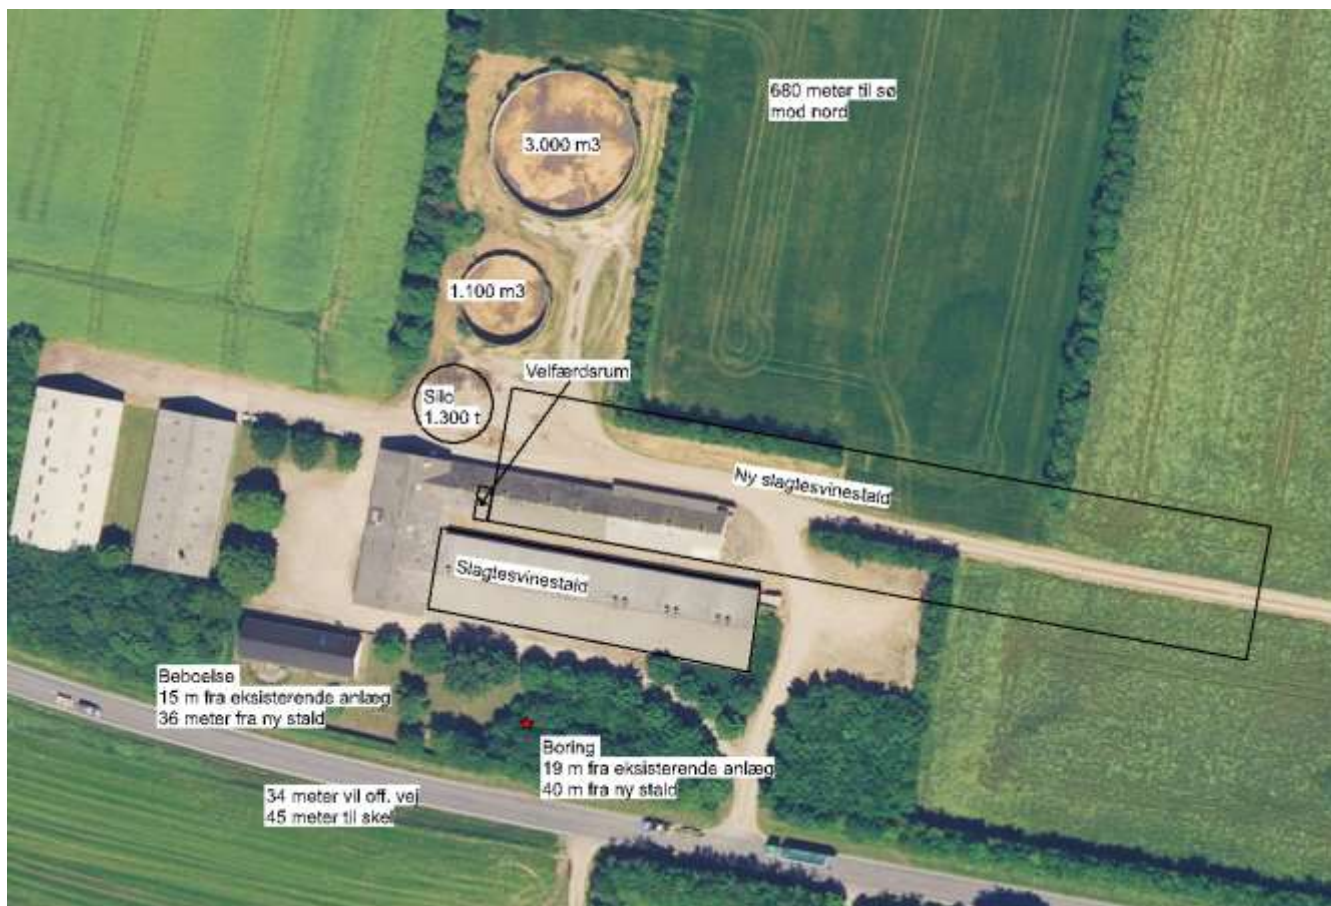 680 meter til sø
mod nord
3.000 m3
1.100 m3
Velfærdsrum
Silo
1.300 t
Ny slagtesvinestald
Slagtesvinestald
Beboelse
15 m fra eksisterende anlæg
36 meter fra ny stald
Boring
19 m fra eksisterende anlæg
40 m fra ny stald
34 meter vil off. vej
45 meter til skel